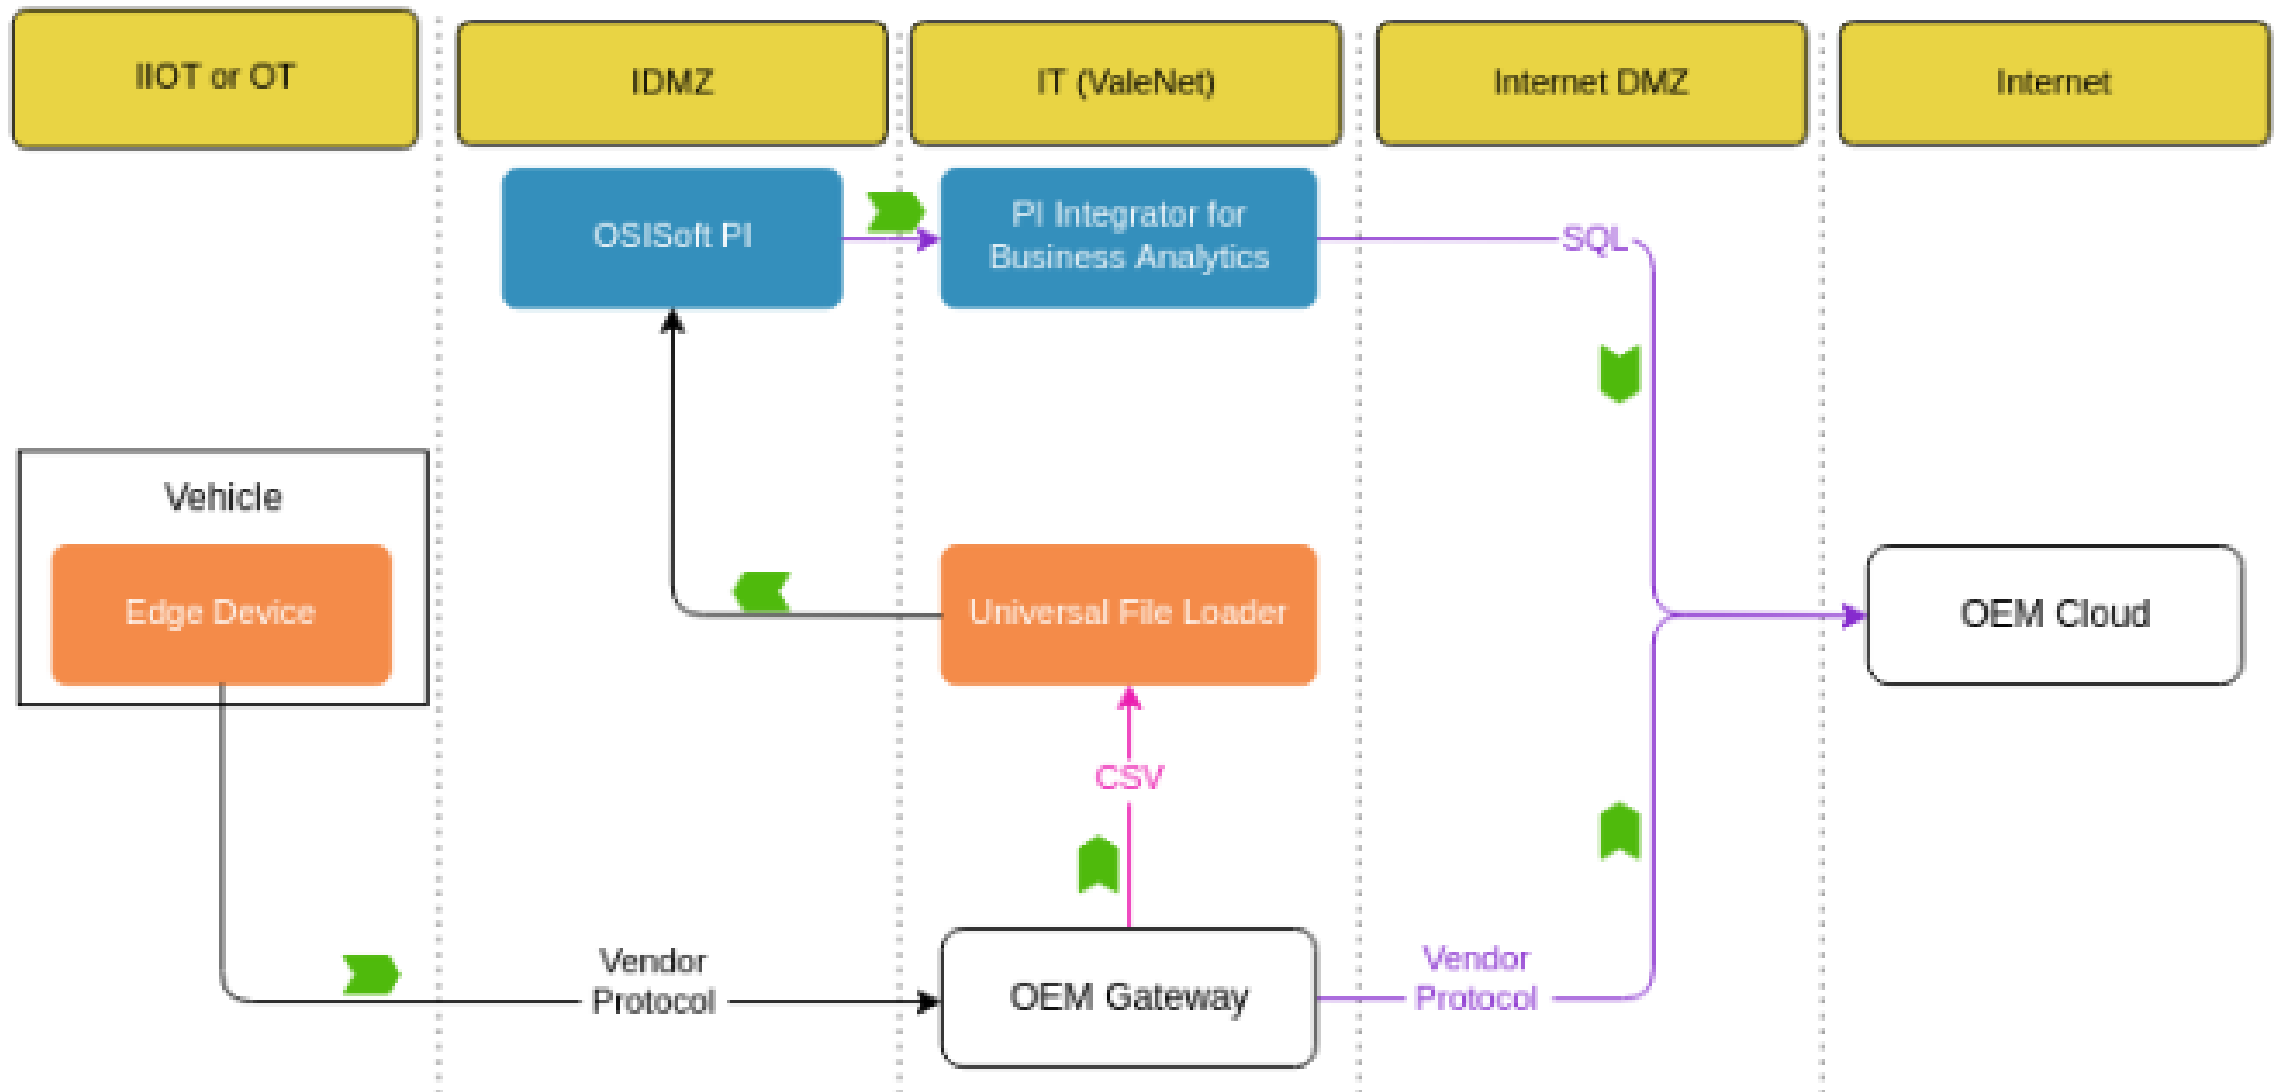 IIOT or OT
IDMZ
IT (ValeNet)
Internet DMZ
Internet
OSISoft PI
PI Integrator for
Business Analytics
SQL
Vehicle
Edge Device
Universal File Loader
OEM Cloud
CSV
Vendor
Protocol
OEM Gateway
Vendor
Protocol